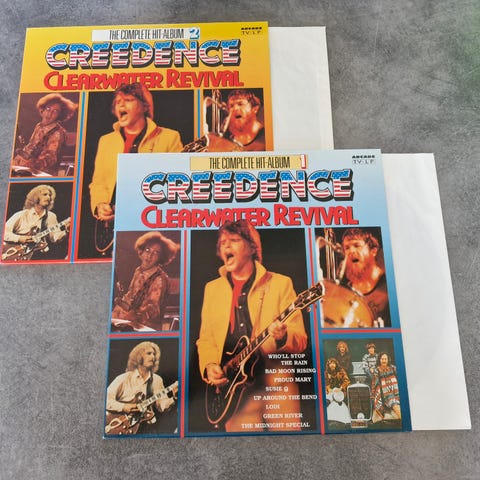 THE COMPLETE HIT-ALBUM 2
ARCADE
TV-LP
CREEDENCE
CLEARWATER REVIVAL
THE COMPLETE HIT-ALBUM 1
ARCADE
TV-LP
CREEDENCE
CLEARWATER REVIVAL
WHO'LL STOP
THE RAIN
BAD MOON RISING
PROUD MARY
SUSIE Q
UP AROUND THE BEND
LODI
GREEN RIVER
THE MIDNIGHT SPECIAL